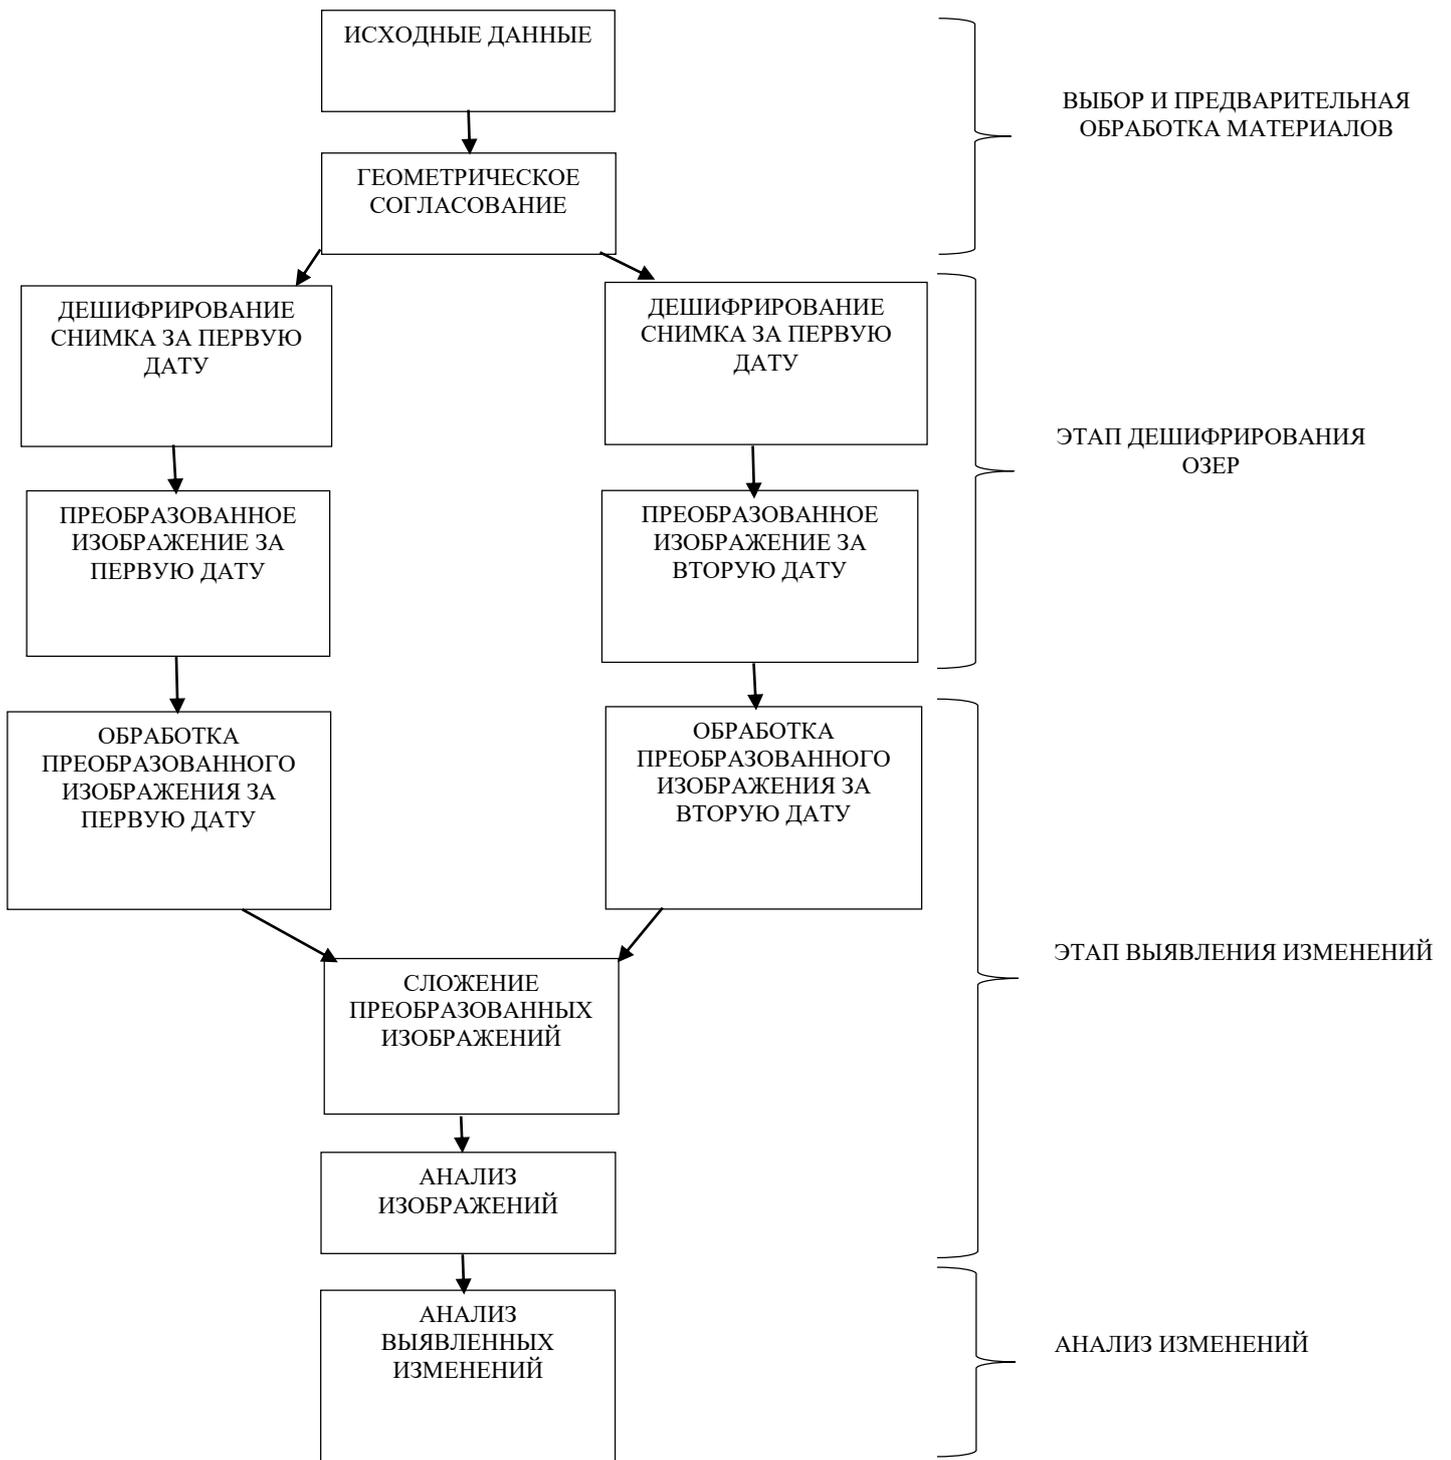 ИСХОДНЫЕ ДАННЫЕ
ВЫБОР И ПРЕДВАРИТЕЛЬНАЯ
ОБРАБОТКА МАТЕРИАЛОВ
ГЕОМЕТРИЧЕСКОЕ
СОГЛАСОВАНИЕ
ДЕШИФРИРОВАНИЕ
СНИМКА ЗА ПЕРВУЮ
ДАТУ
ДЕШИФРИРОВАНИЕ
СНИМКА ЗА ПЕРВУЮ
ДАТУ
ЭТАП ДЕШИФРИРОВАНИЯ
ОЗЕР
ПРЕОБРАЗОВАННОЕ
ИЗОБРАЖЕНИЕ ЗА
ПЕРВУЮ ДАТУ
ПРЕОБРАЗОВАННОЕ
ИЗОБРАЖЕНИЕ ЗА
ВТОРУЮ ДАТУ
ОБРАБОТКА
ПРЕОБРАЗОВАННОГО
ИЗОБРАЖЕНИЯ ЗА
ПЕРВУЮ ДАТУ
ОБРАБОТКА
ПРЕОБРАЗОВАННОГО
ИЗОБРАЖЕНИЯ ЗА
ВТОРУЮ ДАТУ
ЭТАП ВЫЯВЛЕНИЯ ИЗМЕНЕНИЙ
СЛОЖЕНИЕ
ПРЕОБРАЗОВАННЫХ
ИЗОБРАЖЕНИЙ
АНАЛИЗ
ИЗОБРАЖЕНИЙ
АНАЛИЗ
ВЫЯВЛЕННЫХ
ИЗМЕНЕНИЙ
АНАЛИЗ ИЗМЕНЕНИЙ